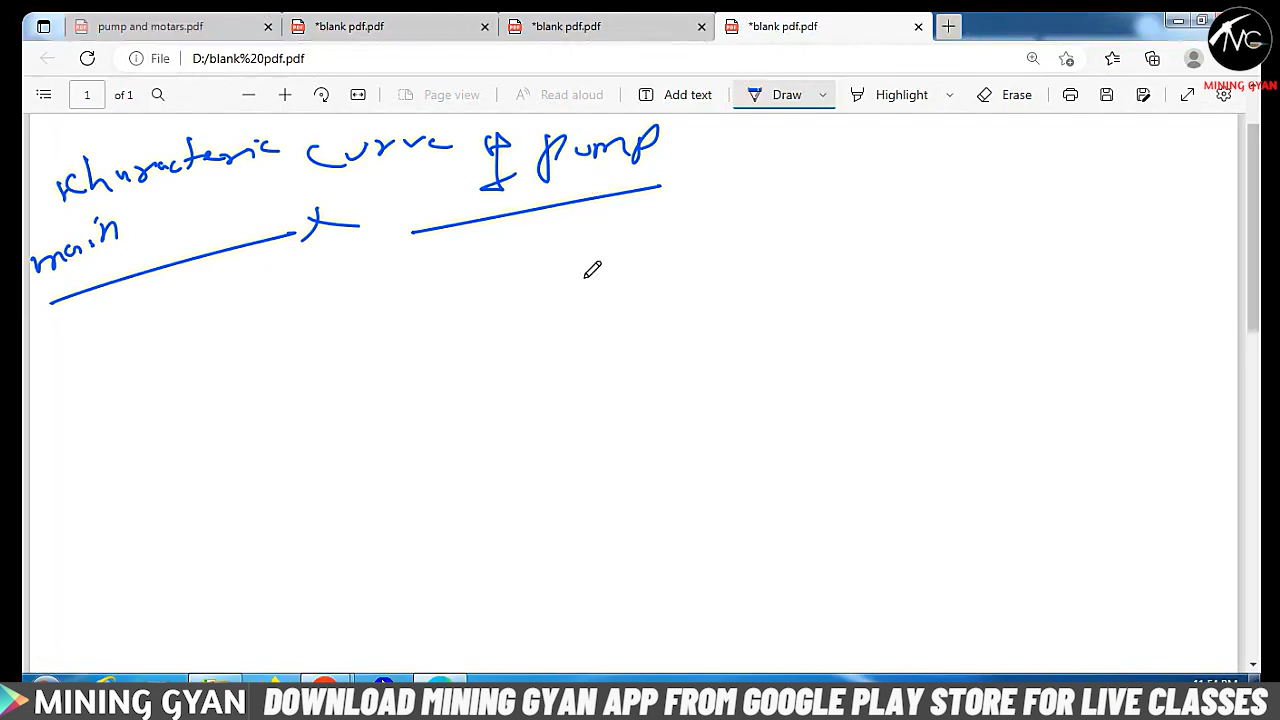 pump and motars.pdf
*blank pdf.pdf
*blank pdf.pdf
*blank pdf.pdf
MVG
MINING GYAN
File D:/blank%20pdf.pdf
1 of 1 Page view Read aloud Add text Draw Highlight Erase
Kharacteric curve of pump
main
MINING GYAN DOWNLOAD MINING GYAN APP FROM GOOGLE PLAY STORE FOR LIVE CLASSES